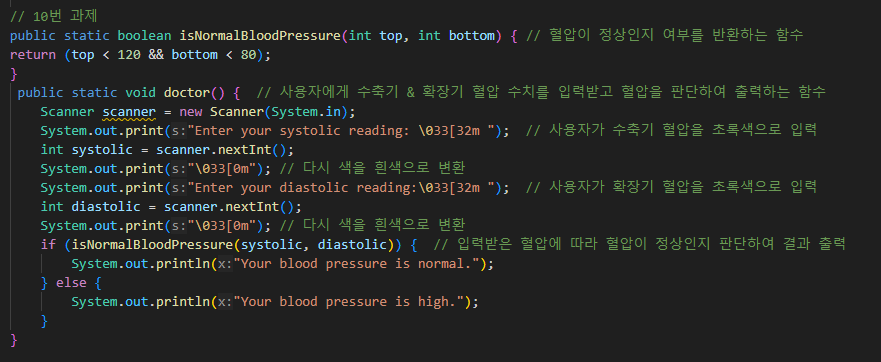 // 10번 과제
public static boolean isNormalBloodPressure(int top, int bottom) { // 혈압이 정상인지 여부를 반환하는 함수
return (top < 120 && bottom < 80);
}
public static void doctor() {  // 사용자에게 수축기 & 확장기 혈압 수치를 입력받고 혈압을 판단하여 출력하는 함수
Scanner scanner = new Scanner(System.in);
System.out.print(s:"Enter your systolic reading: \033[32m ");  // 사용자가 수축기 혈압을 초록색으로 입력
int systolic = scanner.nextInt();
System.out.print(s:"\033[0m"); // 다시 색을 흰색으로 변환
System.out.print(s:"Enter your diastolic reading:\033[32m ");  // 사용자가 확장기 혈압을 초록색으로 입력
int diastolic = scanner.nextInt();
System.out.print(s:"\033[0m"); // 다시 색을 흰색으로 변환
if (isNormalBloodPressure(systolic, diastolic)) {  // 입력받은 혈압에 따라 혈압이 정상인지 판단하여 결과 출력
System.out.println(x:"Your blood pressure is normal.");
} else {
System.out.println(x:"Your blood pressure is high.");
}
}